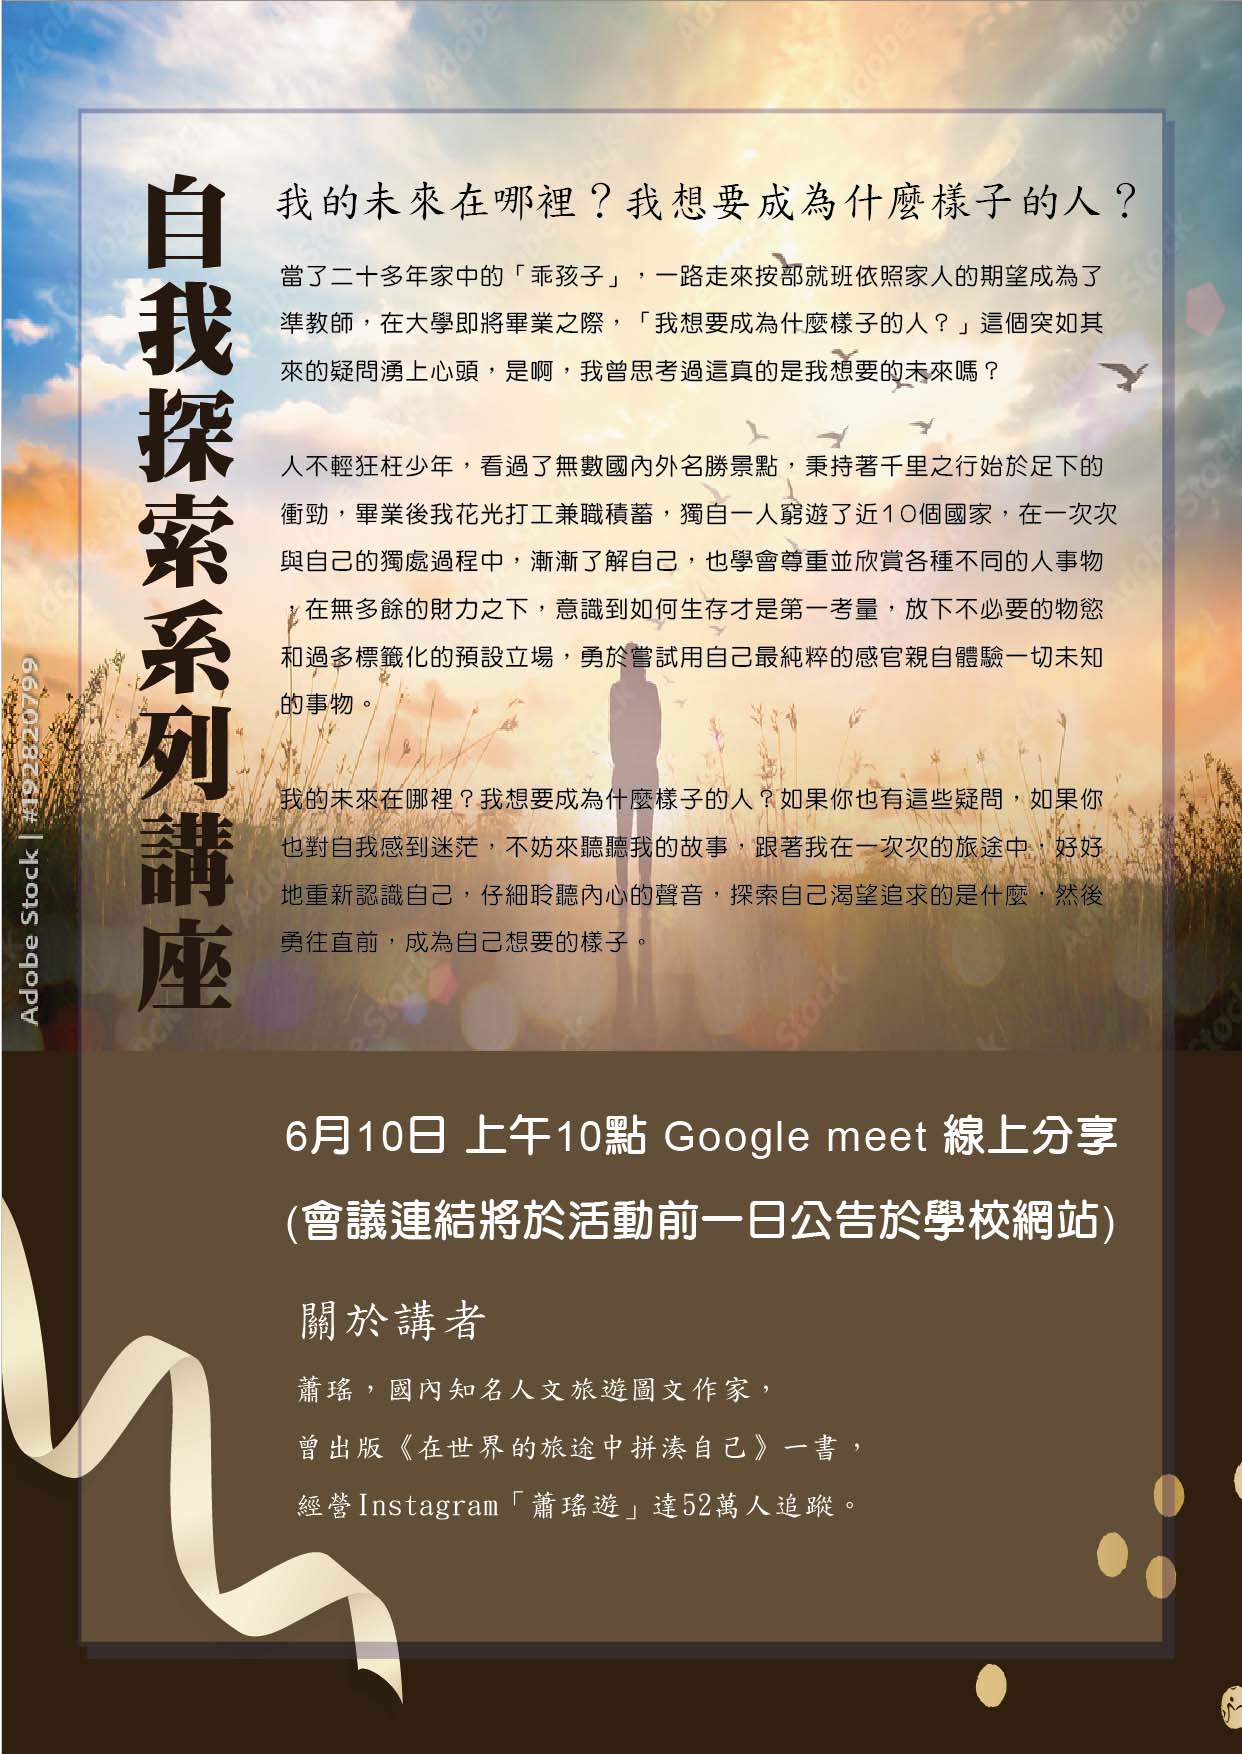 自我探索系列講座
我的未來在哪裡？我想要成為什麼樣子的人？
當了二十多年家中的「乖孩子」，一路走來按部就班依照家人的期望成為了
準教師，在大學即將畢業之際，「我想要成為什麼樣子的人？」這個突如其
來的疑問湧上心頭，是啊，我曾思考過這真的是我想要的未來嗎？
人不輕狂枉少年，看過了無數國內外名勝景點，秉持著千里之行始於足下的
衝勁，畢業後我花光打工兼職積蓄，獨自一人窮遊了近10個國家，在一次次
與自己的獨處過程中，漸漸了解自己，也學會尊重並欣賞各種不同的人事物
，在無多餘的財力之下，意識到如何生存才是第一考量，放下不必要的物慾
和過多標籤化的預設立場，勇於嘗試用自己最純粹的感官親自體驗一切未知
的事物。
我的未來在哪裡？我想要成為什麼樣子的人？如果你也有這些疑問，如果你
也對自我感到迷茫，不妨來聽聽我的故事，跟著我在一次次的旅途中，好好
地重新認識自己，仔細聆聽內心的聲音，探索自己渴望追求的是什麼，然後
勇往直前，成為自己想要的樣子。
Adobe Stock | #192820799
6月10日 上午10點 Google meet 線上分享
(會議連結將於活動前一日公告於學校網站)
關於講者
蕭瑤，國內知名人文旅遊圖文作家，
曾出版《在世界的旅途中拼湊自己》一書，
經營Instagram「蕭瑤遊」達52萬人追蹤。